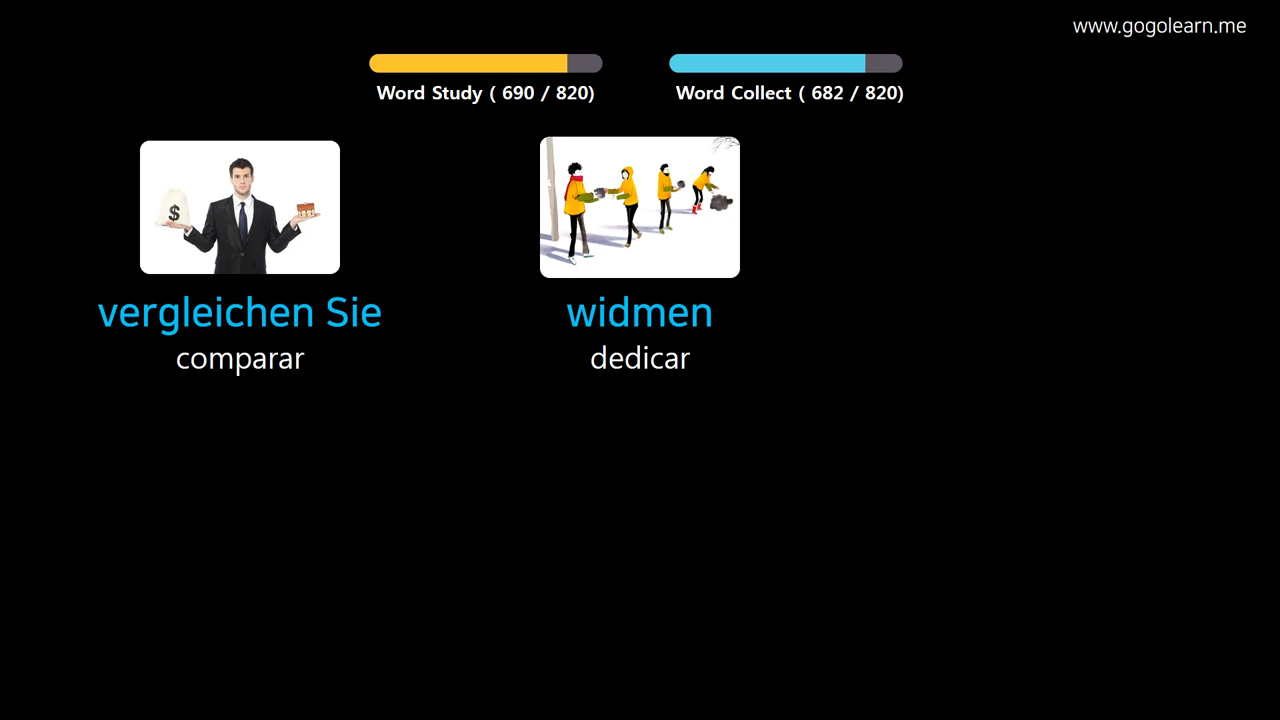 www.gogolearn.me
Word Study ( 690 / 820)
Word Collect ( 682 / 820)
$
vergleichen Sie
comparar
widmen
dedicar